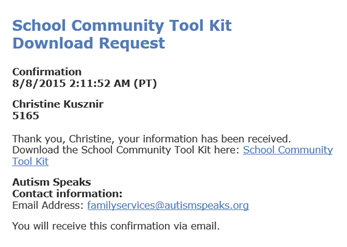 School Community Tool Kit
Download Request
Confirmation
8/8/2015 2:11:52 AM (PT)
Christine Kusznir
5165
Thank you, Christine, your information has been received.
Download the School Community Tool Kit here: School Community
Tool Kit
Autism Speaks
Contact information:
Email Address: familyservices@autismspeaks.org
You will receive this confirmation via email.